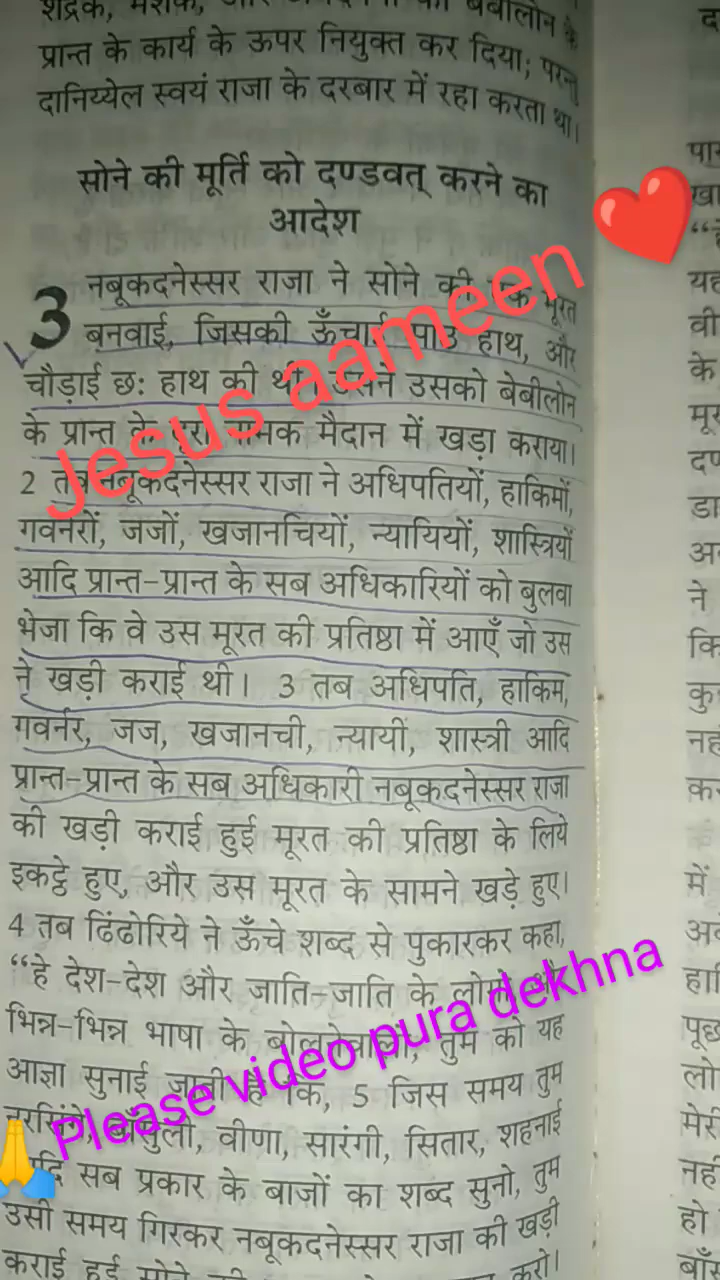 शद्रक,
बेबीलोन के
प्रान्त के कार्य के ऊपर नियुक्त कर दिया; परन्तु
दानिय्येल स्वयं राजा के दरबार में रहा करता था।
सोने की मूर्ति को दण्डवत् करने का
आदेश
3 नबूकदनेस्सर राजा ने सोने की मूरत
बनवाई, जिसकी ऊँचाई हाथ, और
चौड़ाई छः हाथ की थी। उसने उसको बेबीलोन
के प्रान्त के नामक मैदान में खड़ा कराया।
2 तब नबूकदनेस्सर राजा ने अधिपतियों, हाकिमों,
गवर्नरों, जजों, खजानचियों, न्यायियों, शास्त्रियों
आदि प्रान्त-प्रान्त के सब अधिकारियों को बुलवा
भेजा कि वे उस मूरत की प्रतिष्ठा में आएँ जो उस
ने खड़ी कराई थी। 3 तब अधिपति, हाकिम,
गवर्नर, जज, खजानची, न्यायी, शास्त्री आदि
प्रान्त-प्रान्त के सब अधिकारी नबूकदनेस्सर राजा
की खड़ी कराई हुई मूरत की प्रतिष्ठा के लिये
इकट्ठे हुए, और उस मूरत के सामने खड़े हुए।
4 तब ढिंढोरिये ने ऊँचे शब्द से पुकारकर कहा,
“हे देश-देश और जाति-जाति के लोगो,
भिन्न-भिन्न भाषा के बोलनेवालो, तुम को यह
आज्ञा सुनाई जाती है कि, 5 जिस समय तुम
नरसिंगे, बाँसुली, वीणा, सारंगी, सितार, शहनाई
सब प्रकार के बाजों का शब्द सुनो, तुम
उसी समय गिरकर नबूकदनेस्सर राजा की खड़ी
कराई हुई सोने
करो।
Jesus aameen ❤️
Please video pura dekhna
🙏